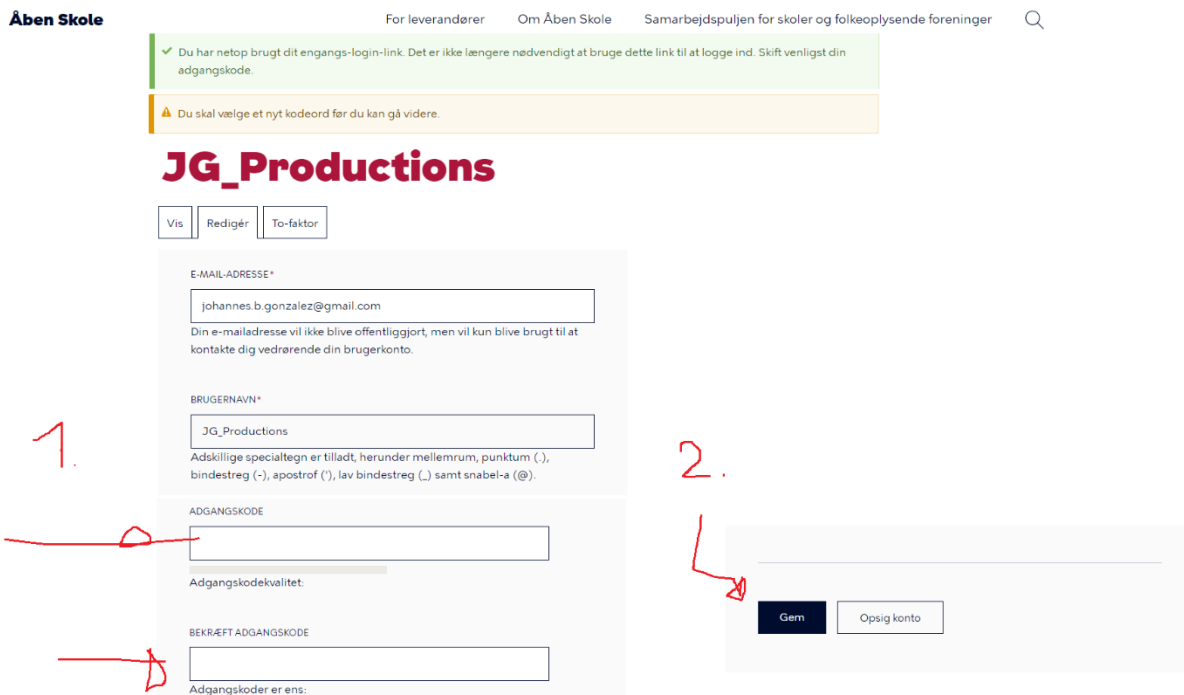 Åben Skole
For leverandører Om Åben Skole Samarbejdspuljen for skoler og folkeoplysende foreninger
Du har netop brugt dit engangs-login-link. Det er ikke længere nødvendigt at bruge dette link til at logge ind. Skift venligst din
adgangskode.
Du skal vælge et nyt kodeord før du kan gå videre.
JG_Productions
Vis Redigér To-faktor
E-MAIL-ADRESSE*
johannes.b.gonzalez@gmail.com
Din e-mailadresse vil ikke blive offentliggjort, men vil kun blive brugt til at
kontakte dig vedrørende din brugerkonto.
BRUGERNAVN*
JG_Productions
Adskillige specialtegn er tilladt, herunder mellemrum, punktum (.),
bindestreg (-), apostrof ('), lav bindestreg (_) samt snabel-a (@).
1.
ADGANGSKODE
Adgangskodekvalitet:
BEKRÆFT ADGANGSKODE
Adgangskoder er ens:
2.
Gem Opsig konto